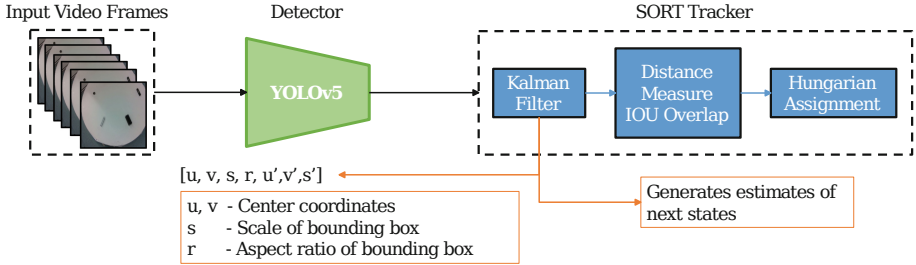 Input Video Frames
Detector
SORT Tracker
YOLOv5
Kalman
Filter
Distance
Measure
IOU Overlap
Hungarian
Assignment
[u, v, s, r, u',v',s']
u, v - Center coordinates
s - Scale of bounding box
r - Aspect ratio of bounding box
Generates estimates of
next states